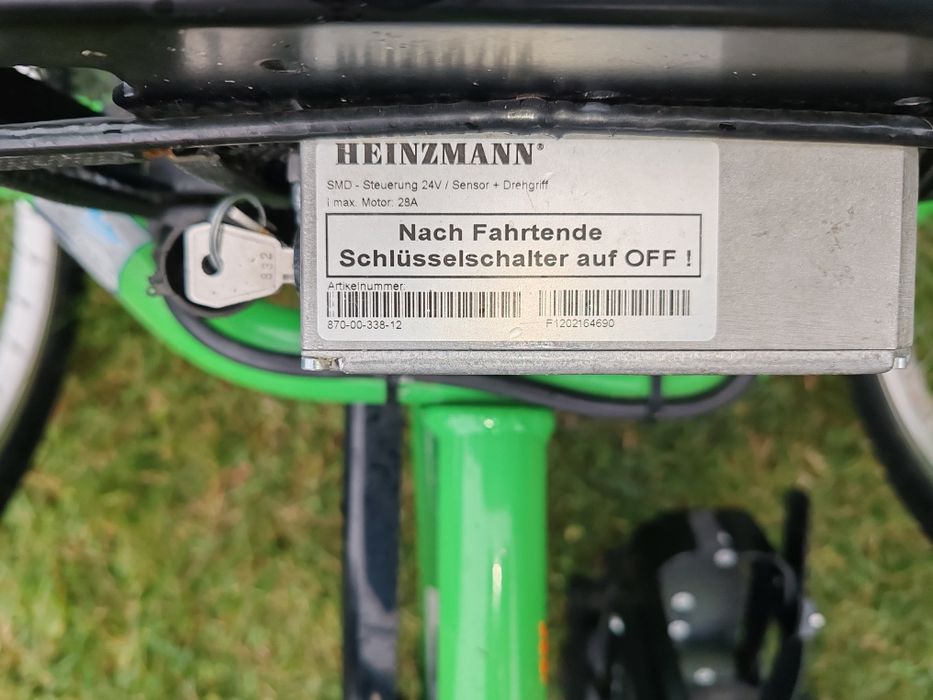 HEINZMANN®
SMD - Steuerung 24V / Sensor + Drehgriff
I max. Motor: 28A
Nach Fahrtende
Schlüsselschalter auf OFF !
Artikelnummer:
870-00-338-12 F1202164690
832